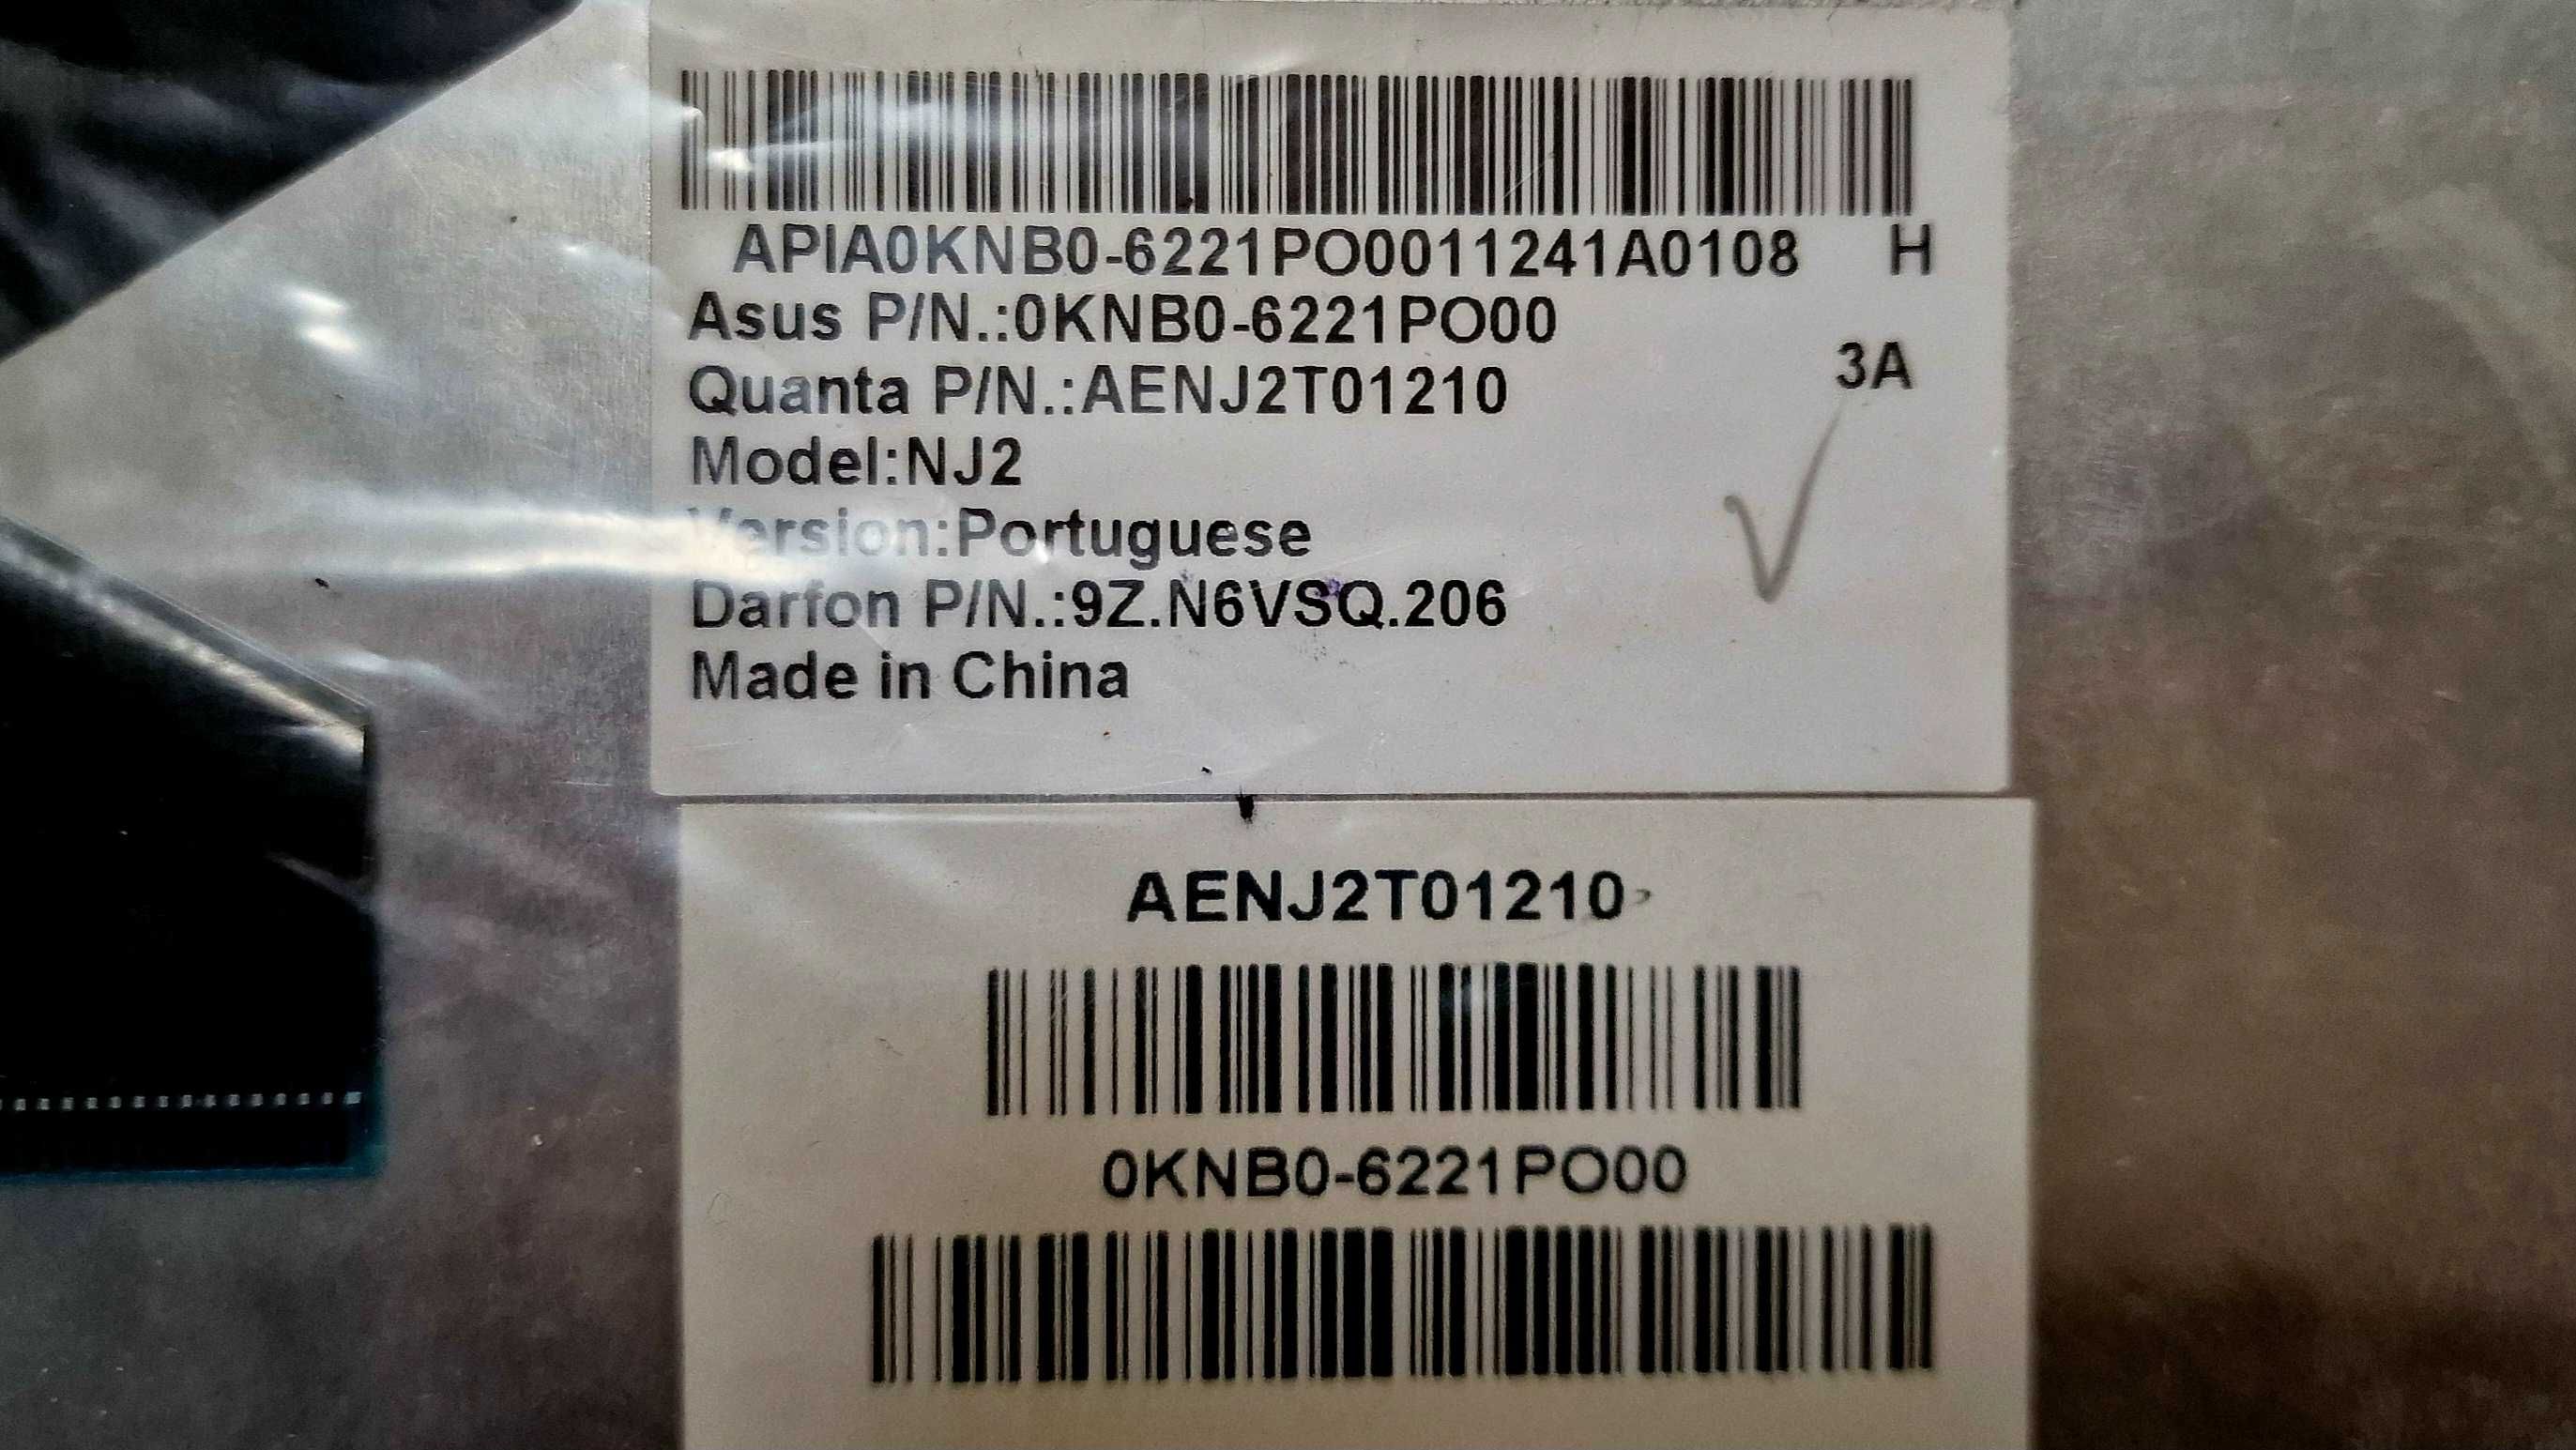 APIA0KNB0-6221PO0011241A0108 H
Asus P/N.:0KNB0-6221PO00
3A
Quanta P/N.:AENJ2T01210
Model:NJ2
Version:Portuguese
Darfon P/N.:9Z.N6VSQ.206
Made in China
AENJ2T01210
0KNB0-6221PO00